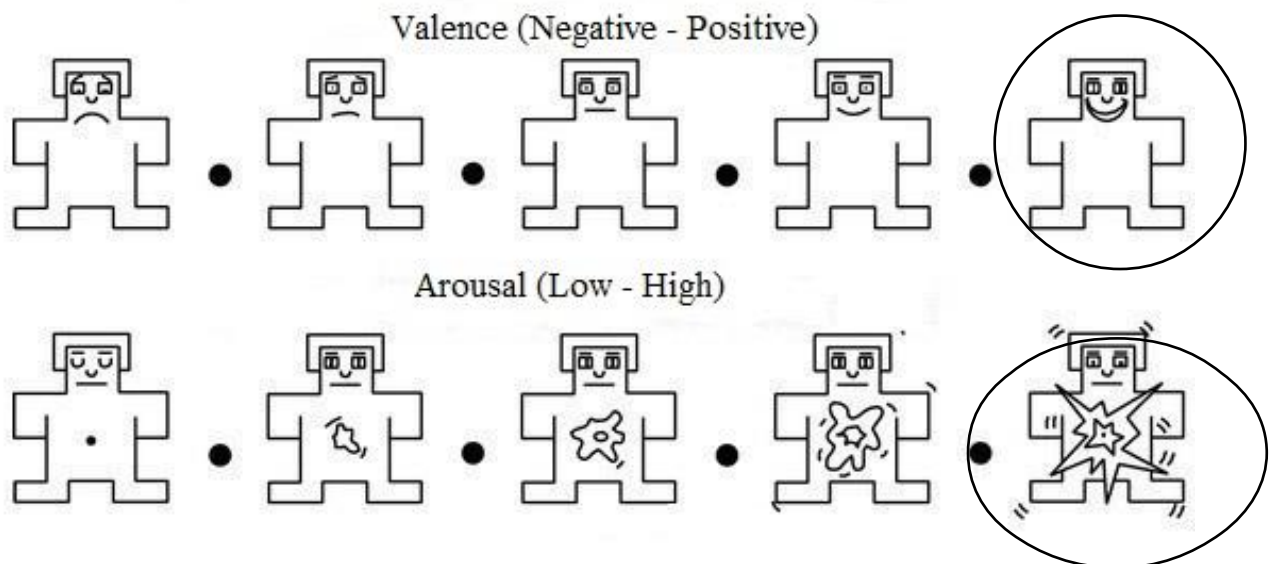 Valence (Negative - Positive)
Arousal (Low - High)